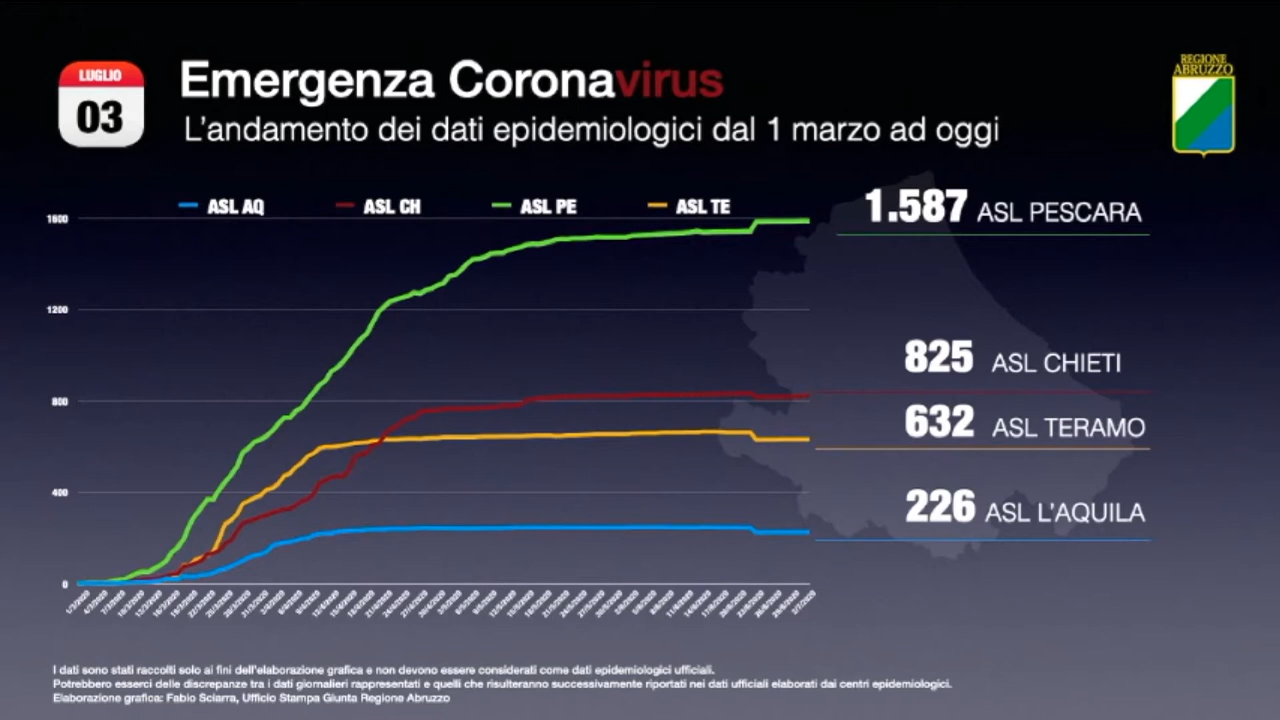 LUGLIO
03
Emergenza Coronavirus
L'andamento dei dati epidemiologici dal 1 marzo ad oggi
REGIONE
ABRUZZO
ASL AQ
ASL CH
ASL PE
ASL TE
1600
1200
800
400
0
1.587 ASL PESCARA
825 ASL CHIETI
632 ASL TERAMO
226 ASL L'AQUILA
I dati sono stati raccolti solo ai fini dell'elaborazione grafica e non devono essere considerati come dati epidemiologici ufficiali.
Potrebbero esserci delle discrepanze tra i dati giornalieri rappresentati e quelli che risulteranno successivamente riportati nei dati ufficiali elaborati dai centri epidemiologici.
Elaborazione grafica: Fabio Sciarra, Ufficio Stampa Giunta Regione Abruzzo